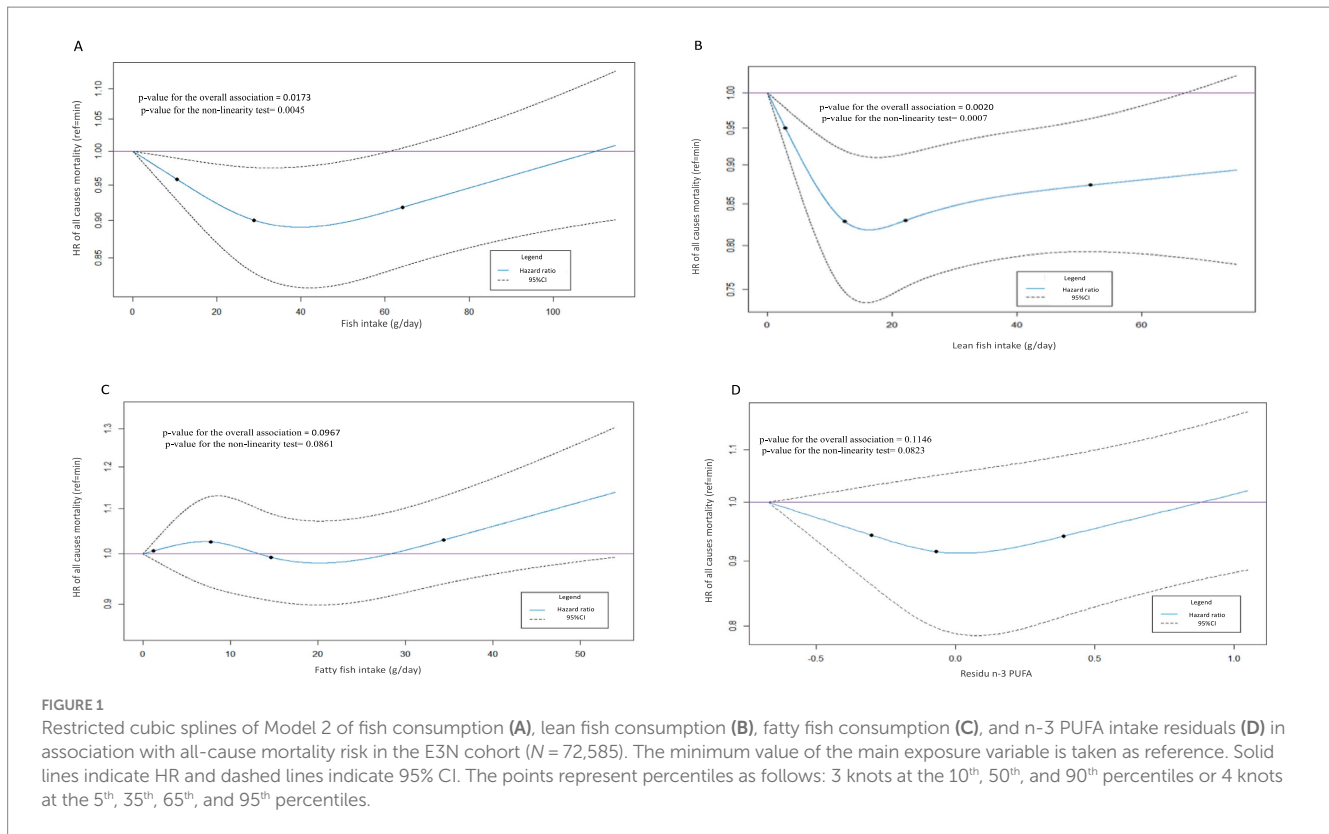 A
p-value for the overall association = 0.0173
p-value for the non-linearity test= 0.0045
HR of all causes mortality (ref=min)
1.10
1.05
1.00
0.95
0.90
0.85
Legend
Hazard ratio
95%CI
0
20
40
60
80
100
Fish intake (g/day)
B
p-value for the overall association = 0.0020
p-value for the non-linearity test= 0.0007
HR of all causes mortality (ref=min)
1.00
0.95
0.90
0.85
0.80
0.75
Legend
Hazard ratio
95%CI
0
20
40
60
Lean fish intake (g/day)
C
p-value for the overall association = 0.0967
p-value for the non-linearity test= 0.0861
HR of all causes mortality (ref=min)
1.3
1.2
1.1
1.0
0.9
Legend
Hazard ratio
95%CI
0
10
20
30
40
50
Fatty fish intake (g/day)
D
p-value for the overall association = 0.1146
p-value for the non-linearity test= 0.0823
HR of all causes mortality (ref=min)
1.1
1.0
0.9
0.8
Legend
Hazard ratio
95%CI
-0.5
0.0
0.5
1.0
Residu n-3 PUFA
FIGURE 1
Restricted cubic splines of Model 2 of fish consumption (A), lean fish consumption (B), fatty fish consumption (C), and n-3 PUFA intake residuals (D) in
association with all-cause mortality risk in the E3N cohort (N = 72,585). The minimum value of the main exposure variable is taken as reference. Solid
lines indicate HR and dashed lines indicate 95% CI. The points represent percentiles as follows: 3 knots at the 10th, 50th, and 90th percentiles or 4 knots
at the 5th, 35th, 65th, and 95th percentiles.